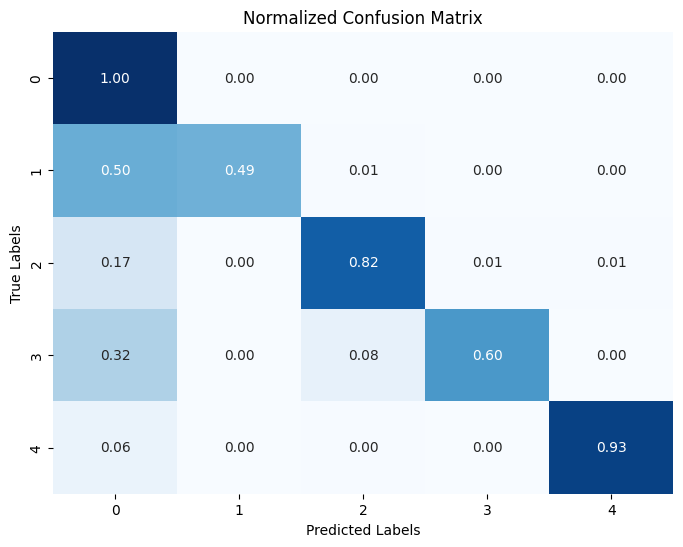 Normalized Confusion Matrix
True Labels
0 1.00 0.00 0.00 0.00 0.00
1 0.50 0.49 0.01 0.00 0.00
2 0.17 0.00 0.82 0.01 0.01
3 0.32 0.00 0.08 0.60 0.00
4 0.06 0.00 0.00 0.00 0.93
0 1 2 3 4
Predicted Labels